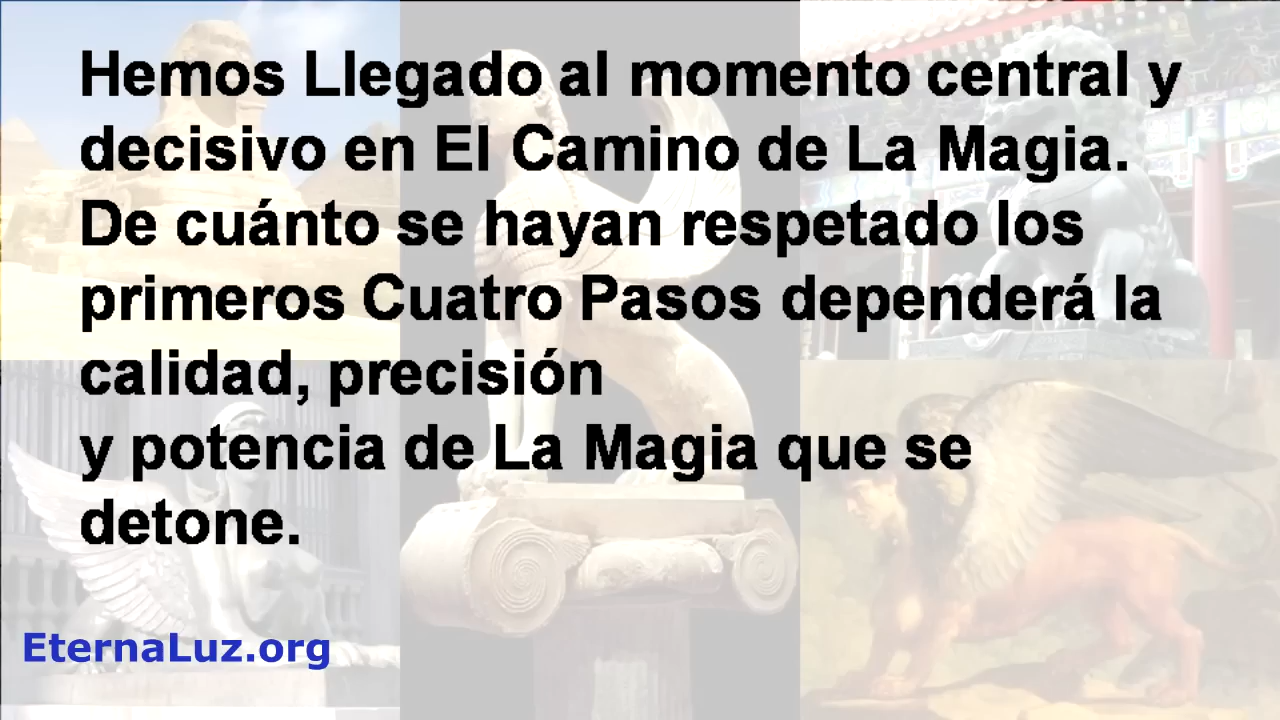 Hemos Llegado al momento central y
decisivo en El Camino de La Magia.
De cuánto se hayan respetado los
primeros Cuatro Pasos dependerá la
calidad, precisión
y potencia de La Magia que se
detone.
EternaLuz.org